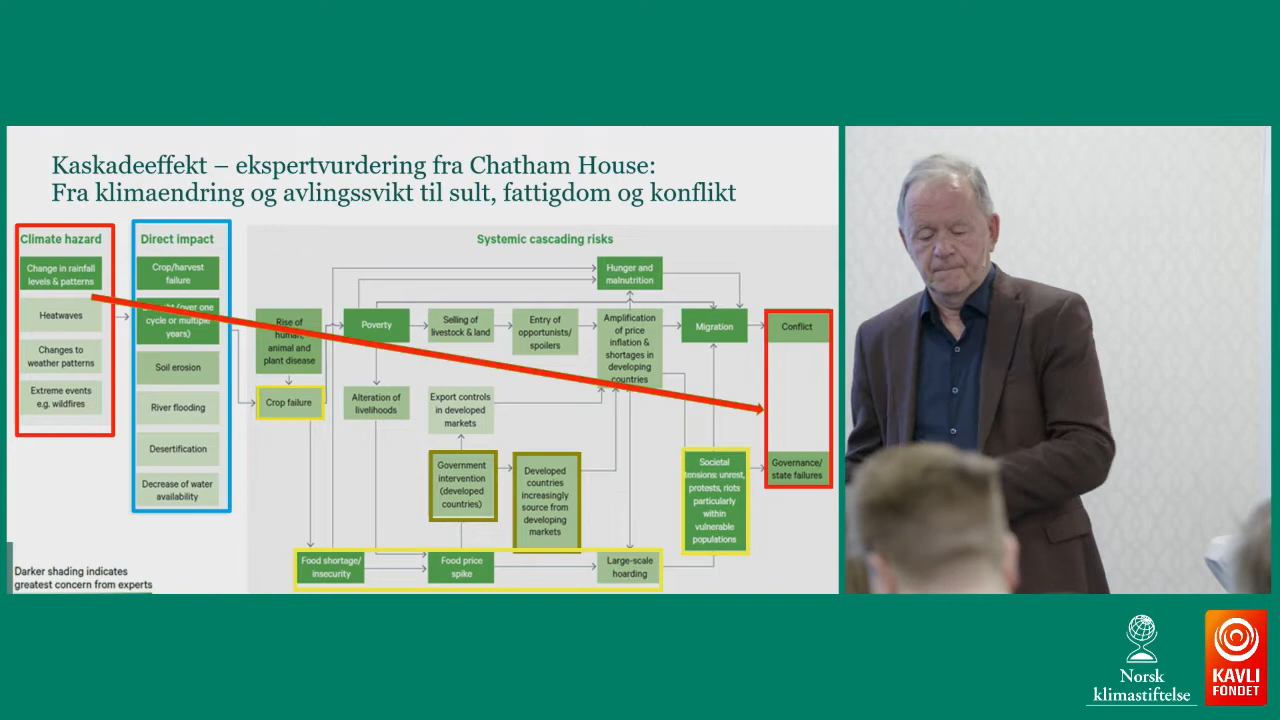 Kaskadeeffekt – ekspertvurdering fra Chatham House:
Fra klimaendring og avlingssvikt til sult, fattigdom og konflikt
Climate hazard
Change in rainfall
levels & patterns
Heatwaves
Changes to
weather patterns
Extreme events
e.g. wildfires
Direct impact
Crop/harvest
failure
(over one
cycle or multiple
years)
Soil erosion
River flooding
Desertification
Decrease of water
availability
Systemic cascading risks
Rise of
human,
animal and
plant disease
Crop failure
Poverty
Alteration of
livelihoods
Selling of
livestock & land
Entry of
opportunists/
spoilers
Hunger and
malnutrition
Amplification
of price
inflation &
shortages in
developing
countries
Migration
Conflict
Export controls
in developed
markets
Government
intervention
(developed
countries)
Developed
countries
increasingly
source from
developing
markets
Societal
tensions: unrest,
protests, riots
particularly
within
vulnerable
populations
Governance/
state failures
Food shortage/
insecurity
Food price
spike
Large-scale
hoarding
Darker shading indicates
greatest concern from experts
Norsk
klimastiftelse
KAVLI
FONDET